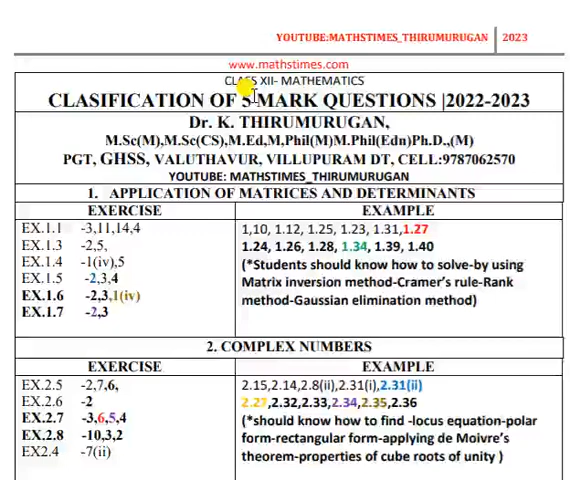 YOUTUBE:MATHSTIMES_THIRUMURUGAN 2023
www.mathstimes.com
CLASS XII- MATHEMATICS
CLASIFICATION OF 5 MARK QUESTIONS |2022-2023
Dr. K. THIRUMURUGAN,
M.Sc(M),M.Sc(CS),M.Ed,M,Phil(M)M.Phil(Edn)Ph.D.,(M)
PGT, GHSS, VALUTHAVUR, VILLUPURAM DT, CELL:9787062570
YOUTUBE: MATHSTIMES_THIRUMURUGAN
1. APPLICATION OF MATRICES AND DETERMINANTS
EXERCISE EXAMPLE
EX.1.1 -3,11,14,4 1,10, 1.12, 1.25, 1.23, 1.31,1.27
EX.1.3 -2,5, 1.24, 1.26, 1.28, 1.34, 1.39, 1.40
EX.1.4 -1(iv),5 (*Students should know how to solve-by using
EX.1.5 -2,3,4 Matrix inversion method-Cramer's rule-Rank
EX.1.6 -2,3,1(iv) method-Gaussian elimination method)
EX.1.7 -2,3
2. COMPLEX NUMBERS
EXERCISE EXAMPLE
EX.2.5 -2,7,6, 2.15,2.14,2.8(ii),2.31(i),2.31(ii)
EX.2.6 -2 2.27,2.32,2.33,2.34,2.35,2.36
EX.2.7 -3,6,5,4 (*should know how to find -locus equation-polar
EX.2.8 -10,3,2 form-rectangular form-applying de Moivre's
EX2.4 -7(ii) theorem-properties of cube roots of unity )